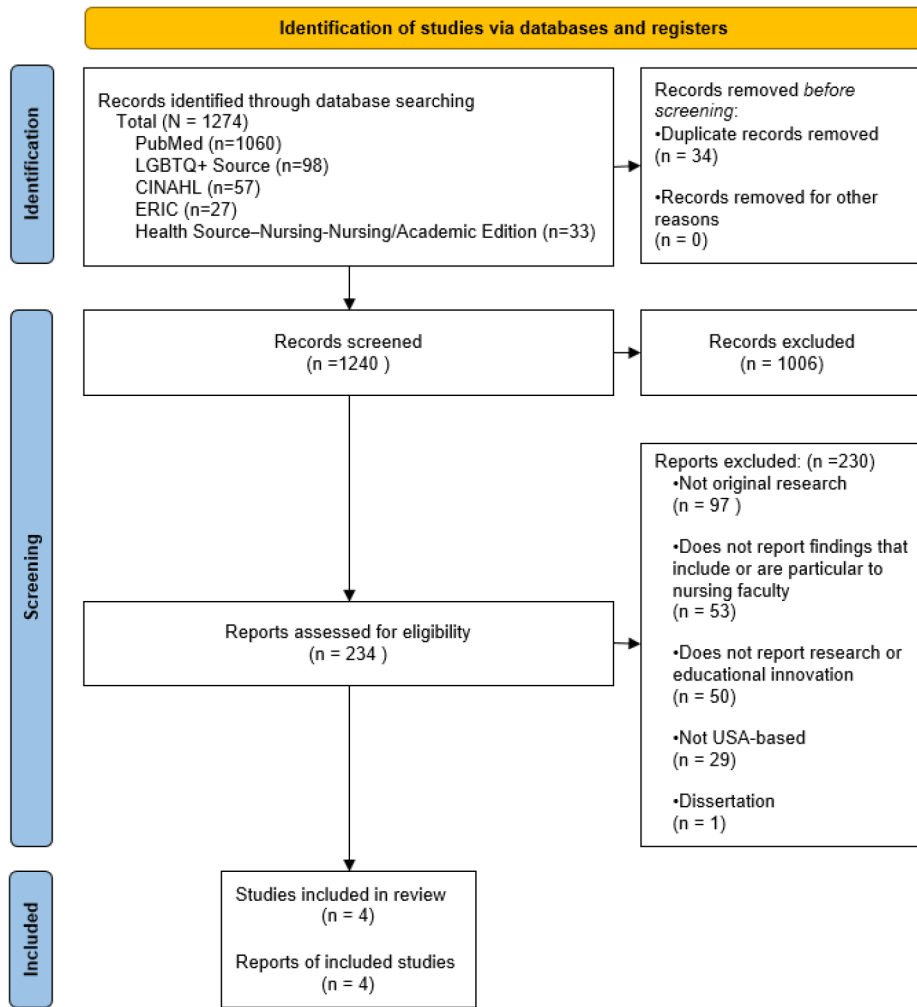 Identification of studies via databases and registers
Identification
Records identified through database searching
Total (N = 1274)
PubMed (n=1060)
LGBTQ+ Source (n=98)
CINAHL (n=57)
ERIC (n=27)
Health Source–Nursing-Nursing/Academic Edition (n=33)
Records removed before
screening:
•Duplicate records removed
(n = 34)
•Records removed for other
reasons
(n = 0)
Screening
Records screened
(n =1240 )
Records excluded
(n = 1006)
Reports assessed for eligibility
(n = 234 )
Reports excluded: (n =230)
•Not original research
(n = 97 )
•Does not report findings that
include or are particular to
nursing faculty
(n = 53)
•Does not report research or
educational innovation
(n = 50)
•Not USA-based
(n = 29)
•Dissertation
(n = 1)
Included
Studies included in review
(n = 4)
Reports of included studies
(n = 4)